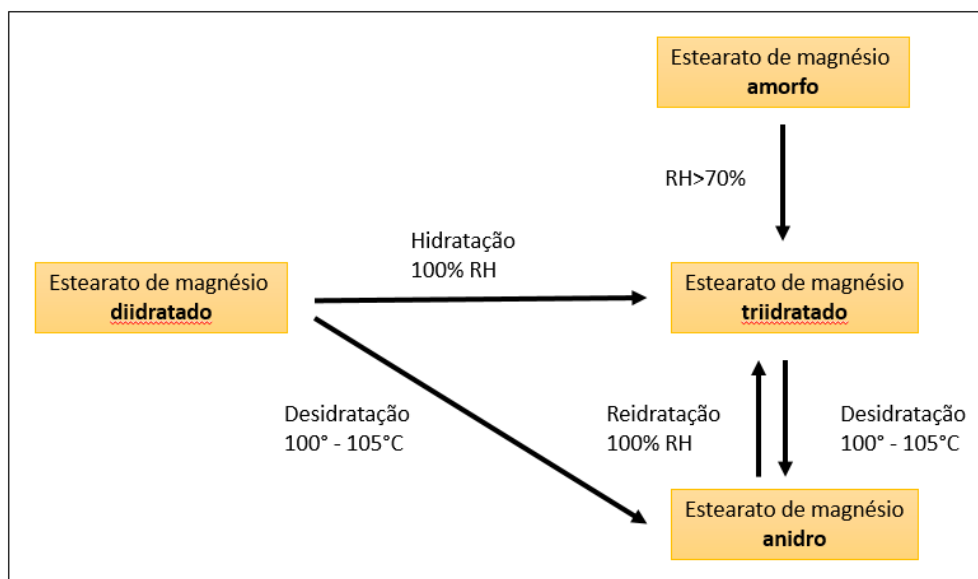 Estearato de magnésio
amorfo
RH>70%
Hidratação
100% RH
Estearato de magnésio
diidratado
Estearato de magnésio
triidratado
Desidratação
100° - 105°C
Reidratação
100% RH
Desidratação
100° - 105°C
Estearato de magnésio
anidro